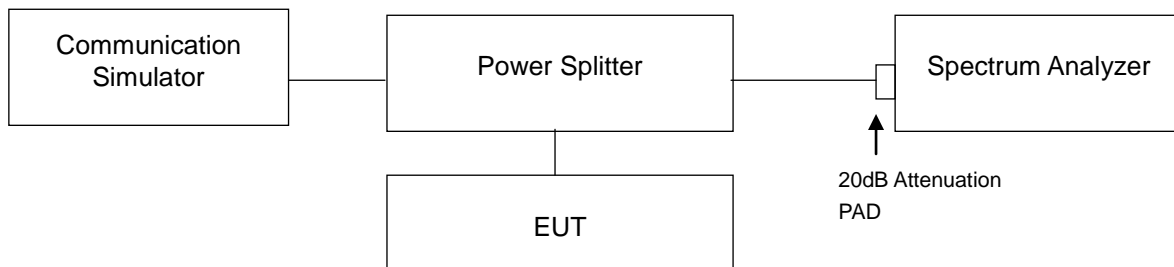 Communication
Simulator
Power Splitter
Spectrum Analyzer
20dB Attenuation
PAD
EUT